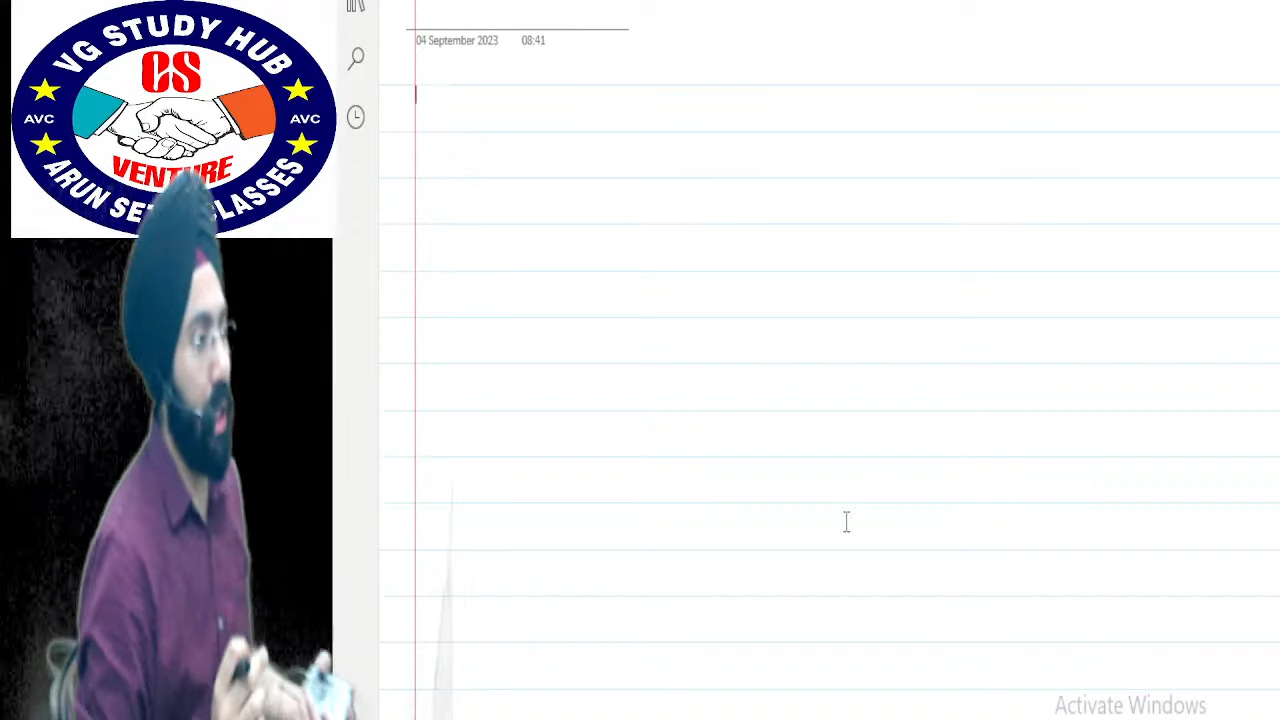 VG STUDY HUB
CS
AVC
AVC
VENTURE
ARUN SE CLASSES
04 September 2023 08:41
Activate Windows